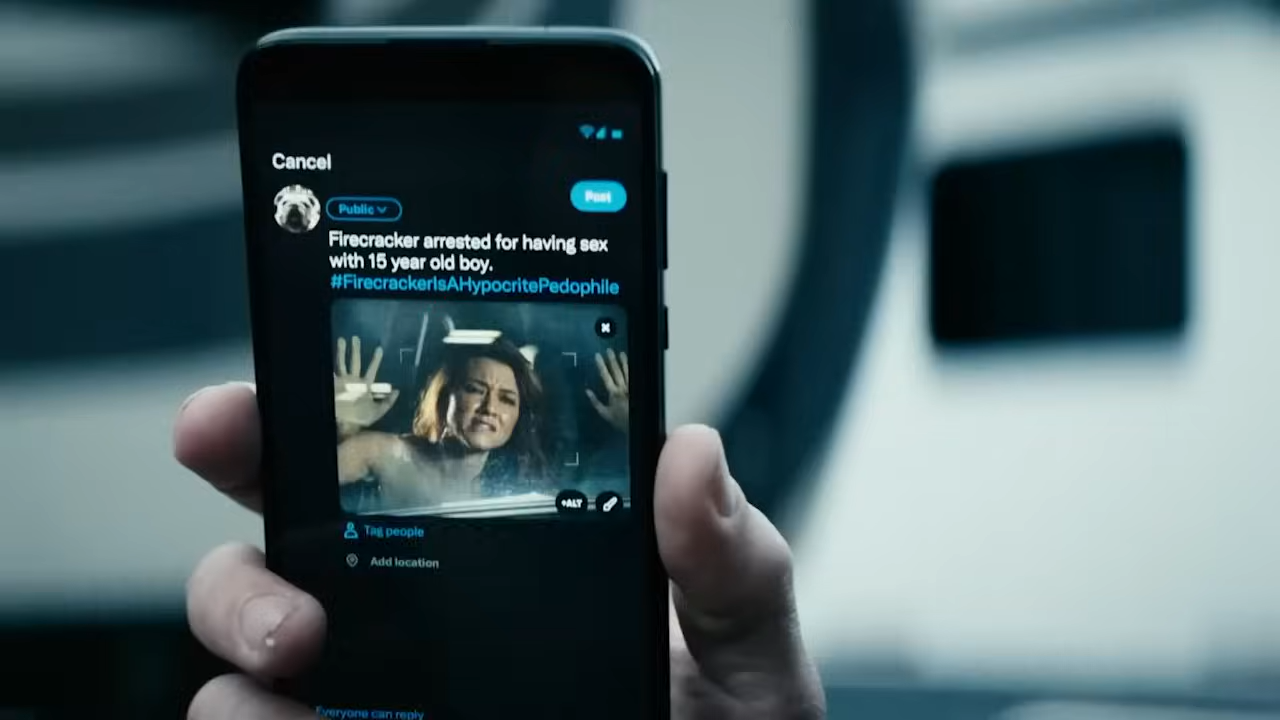 Cancel
Post
Public
Firecracker arrested for having sex
with 15 year old boy.
#FirecrackerIsAHypocritePedophile
+ALT
Tag people
Add location
Everyone can reply